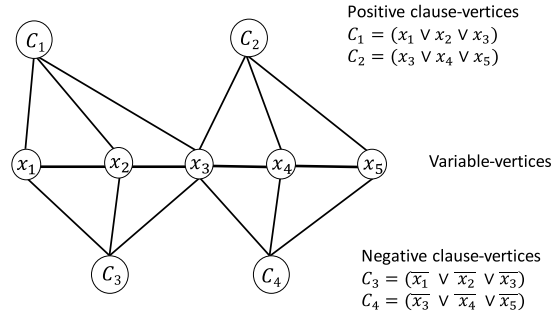 Positive clause-vertices
C₁ = (x₁ ∨ x₂ ∨ x₃)
C₂ = (x₃ ∨ x₄ ∨ x₅)
C₁
C₂
x₁ x₂ x₃ x₄ x₅
Variable-vertices
C₃
C₄
Negative clause-vertices
C₃ = (x̅₁ ∨ x̅₂ ∨ x̅₃)
C₄ = (x̅₃ ∨ x̅₄ ∨ x̅₅)